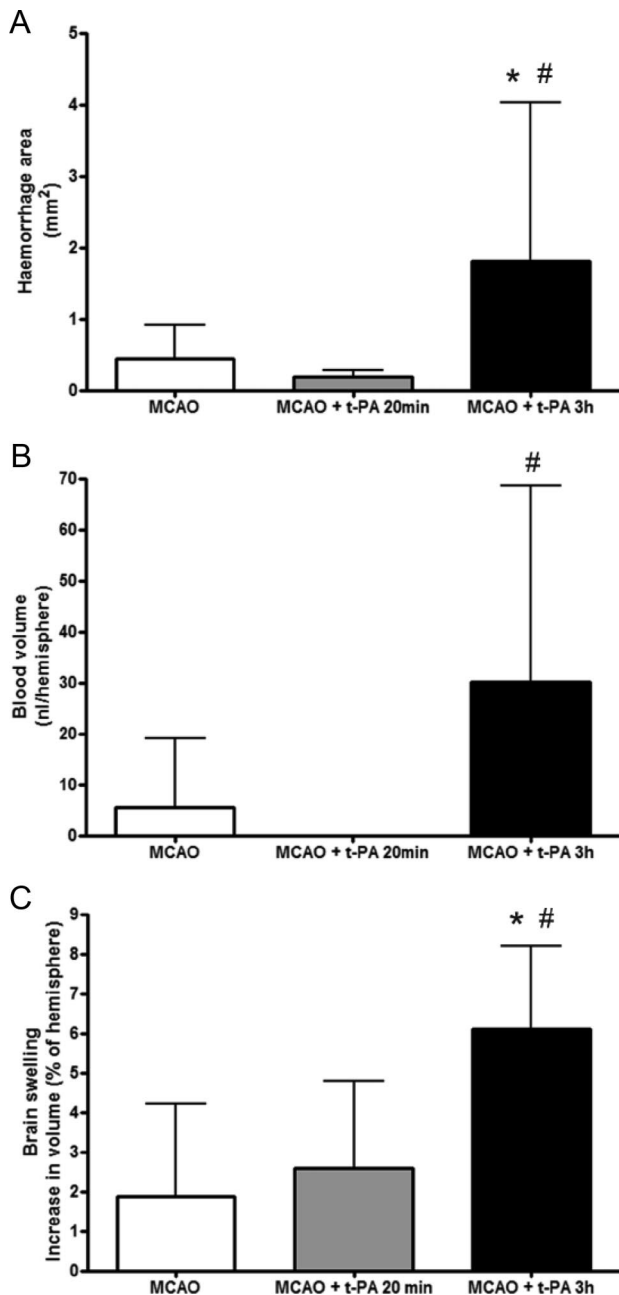 A
Haemorrhage area
(mm²)
5
4
3
2
1
0
* #
MCAO
MCAO + t-PA 20min
MCAO + t-PA 3h
B
Blood volume
(nl/hemisphere)
70
60
50
40
30
20
10
0
#
MCAO
MCAO + t-PA 20min
MCAO + t-PA 3h
C
Brain swelling
Increase in volume (% of hemisphere)
9
8
7
6
5
4
3
2
1
0
* #
MCAO
MCAO + t-PA 20 min
MCAO + t-PA 3h